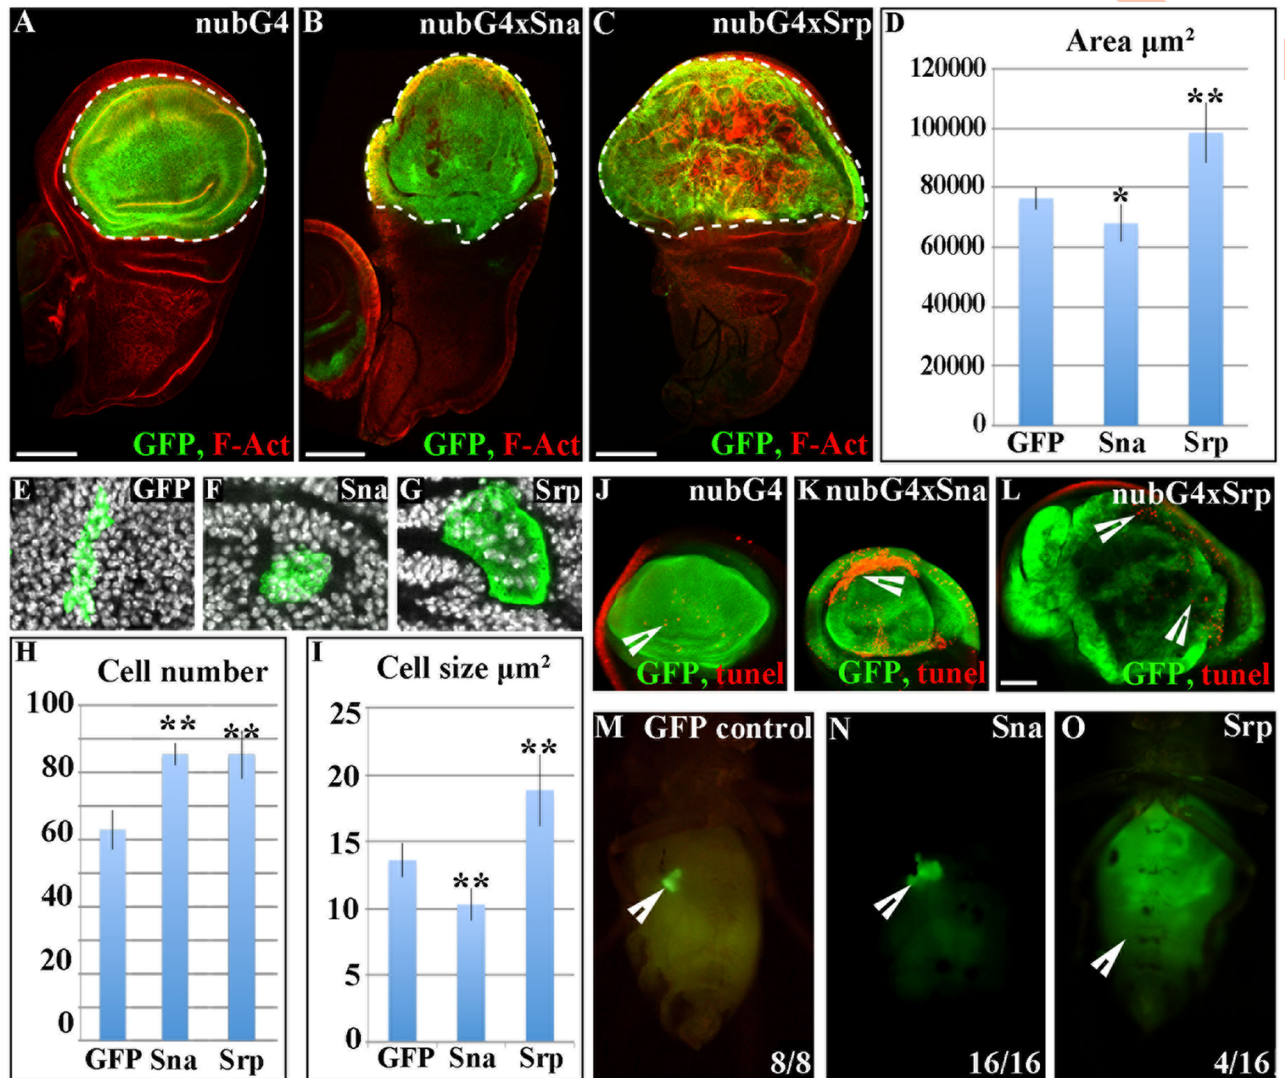 A nubG4
GFP, F-Act
B nubG4xSna
GFP, F-Act
C nubG4xSrp
GFP, F-Act
D
Area µm²
120000
100000
80000
60000
40000
20000
0
**
*
GFP Sna Srp
E GFP
F Sna
G Srp
H
Cell number
100
80
60
40
20
0
** **
GFP Sna Srp
I
Cell size µm²
25
20
15
10
5
0
**
**
GFP Sna Srp
J nubG4
GFP, tunel
K nubG4xSna
GFP, tunel
L nubG4xSrp
GFP, tunel
M GFP control
8/8
N Sna
16/16
O Srp
4/16